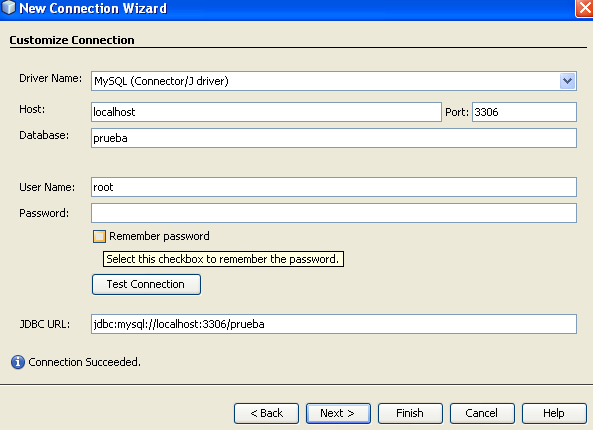 New Connection Wizard
Customize Connection
Driver Name: MySQL (Connector/J driver)
Host: localhost Port: 3306
Database: prueba
User Name: root
Password:
Remember password
Select this checkbox to remember the password.
Test Connection
JDBC URL: jdbc:mysql://localhost:3306/prueba
Connection Succeeded.
< Back Next > Finish Cancel Help